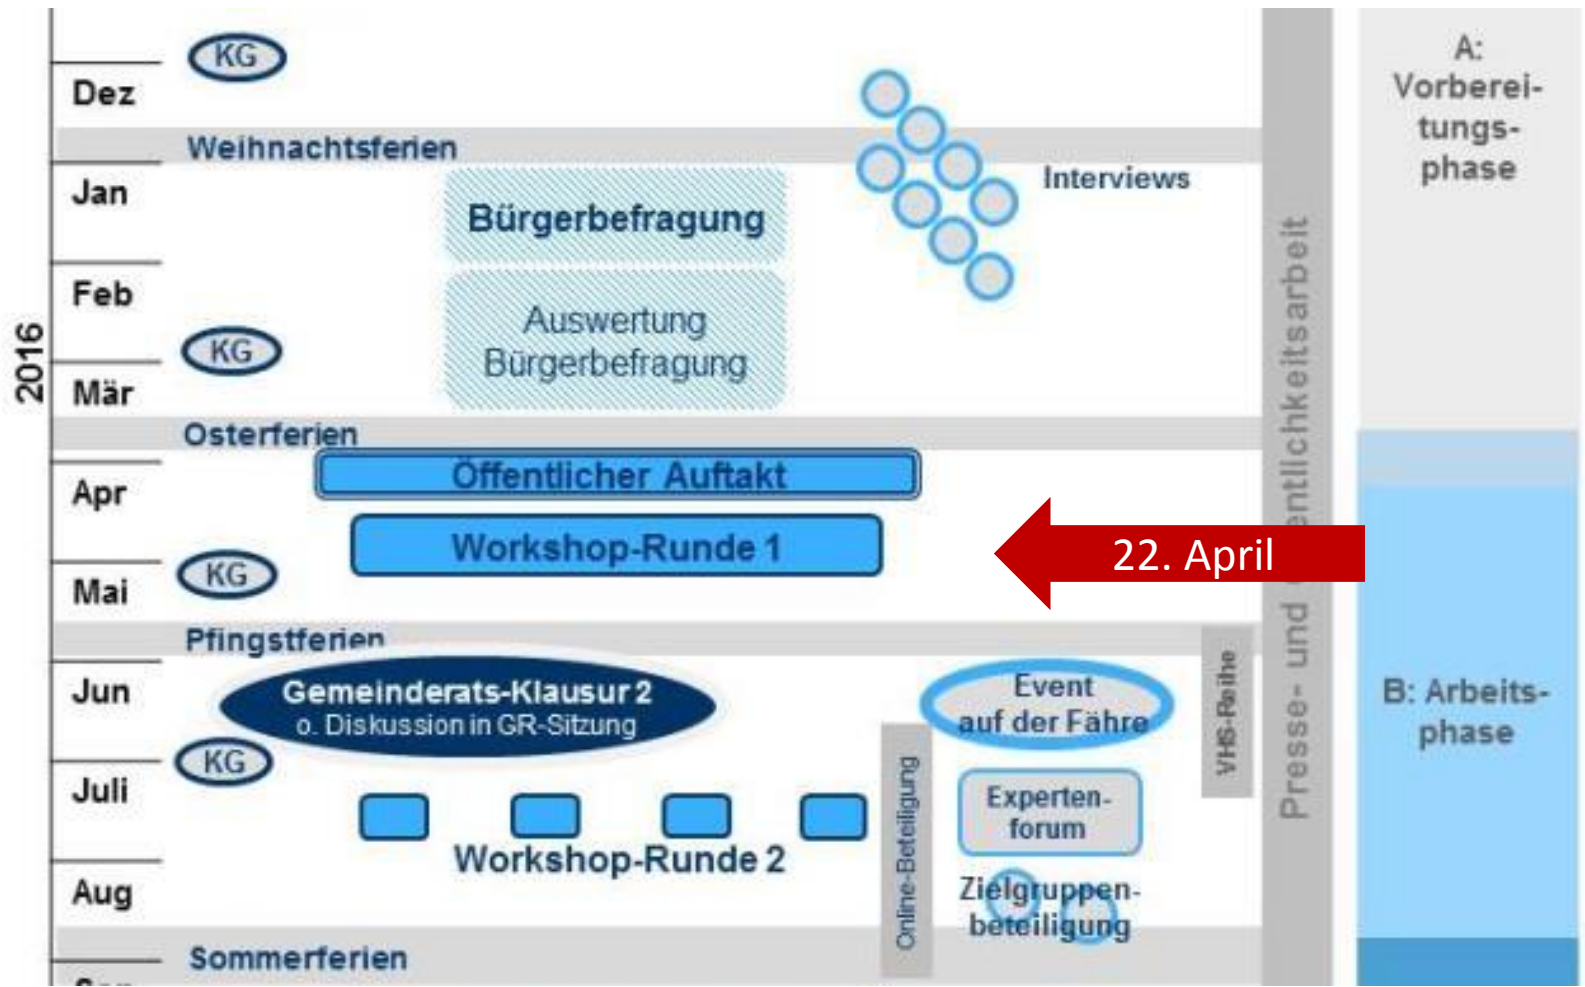 KG
Dez
Weihnachtsferien
Jan
Bürgerbefragung
Interviews
Feb
Auswertung
Bürgerbefragung
2016
KG
Mär
Osterferien
Öffentlicher Auftakt
Apr
Workshop-Runde 1
22. April
KG
Mai
Pfingstferien
Jun
Gemeinderats-Klausur 2
o. Diskussion in GR-Sitzung
Event
auf der Fähre
VHS-Reihe
KG
Juli
Workshop-Runde 2
Online-Beteiligung
Experten-
forum
Aug
Zielgruppen-
beteiligung
Sommerferien
Presse- und
entlichkeitsarbeit
A:
Vorberei-
tungs-
phase
B: Arbeits-
phase